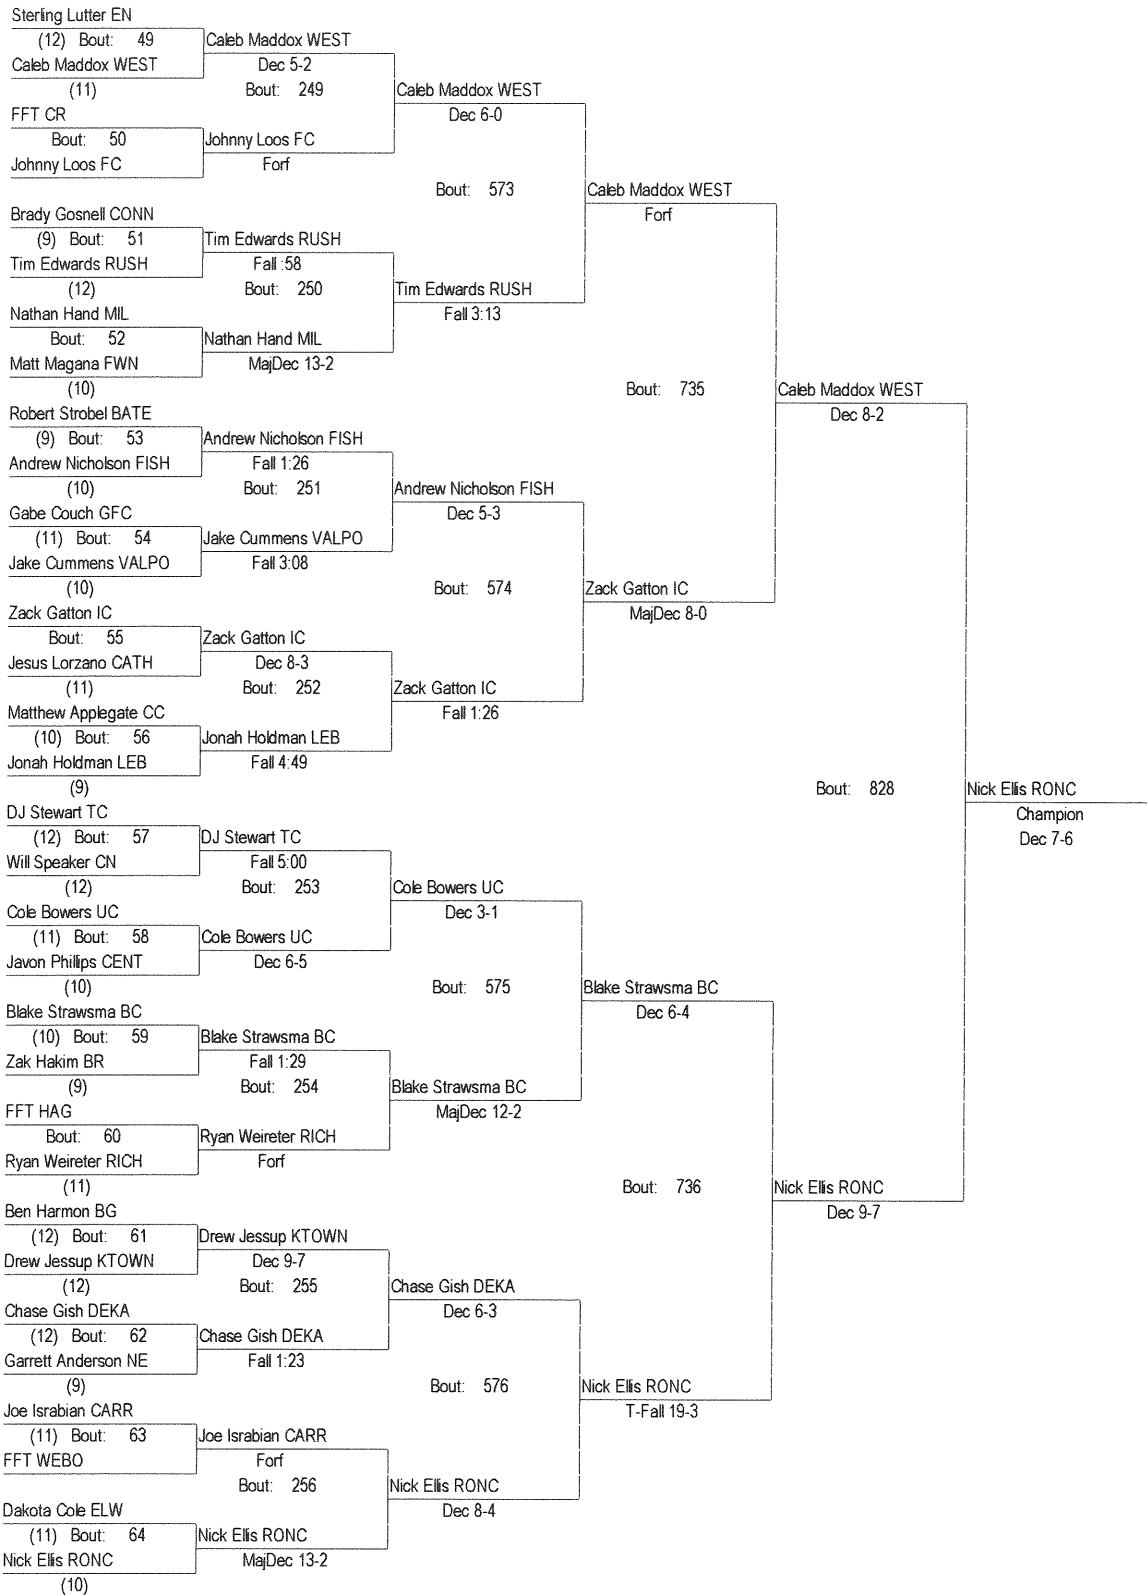 Sterling Lutter EN
(12) Bout: 49
Caleb Maddox WEST
Caleb Maddox WEST
(11)
Dec 5-2
Bout: 249
Caleb Maddox WEST
Dec 6-0
FFT CR
Bout: 50
Johnny Loos FC
Johnny Loos FC
Forf
Bout: 573
Caleb Maddox WEST
Forf
Brady Gosnell CONN
(9) Bout: 51
Tim Edwards RUSH
Tim Edwards RUSH
(12)
Fall :58
Bout: 250
Tim Edwards RUSH
Fall 3:13
Nathan Hand MIL
Bout: 52
Nathan Hand MIL
Matt Magana FWN
(10)
MajDec 13-2
Bout: 735
Caleb Maddox WEST
Dec 8-2
Robert Strobel BATE
(9) Bout: 53
Andrew Nicholson FISH
Andrew Nicholson FISH
(10)
Fall 1:26
Bout: 251
Andrew Nicholson FISH
Dec 5-3
Gabe Couch GFC
(11) Bout: 54
Jake Cummens VALPO
Jake Cummens VALPO
(10)
Fall 3:08
Bout: 574
Zack Gatton IC
MajDec 8-0
Zack Gatton IC
Bout: 55
Zack Gatton IC
Jesus Lorzano CATH
(11)
Dec 8-3
Bout: 252
Zack Gatton IC
Fall 1:26
Matthew Applegate CC
(10) Bout: 56
Jonah Holdman LEB
Jonah Holdman LEB
(9)
Fall 4:49
Bout: 828
Nick Ellis RONC
Champion
Dec 7-6
DJ Stewart TC
(12) Bout: 57
DJ Stewart TC
Will Speaker CN
(12)
Fall 5:00
Bout: 253
Cole Bowers UC
Dec 3-1
Cole Bowers UC
(11) Bout: 58
Cole Bowers UC
Javon Phillips CENT
(10)
Dec 6-5
Bout: 575
Blake Strawsma BC
Dec 6-4
Blake Strawsma BC
(10) Bout: 59
Blake Strawsma BC
Zak Hakim BR
(9)
Fall 1:29
Bout: 254
Blake Strawsma BC
MajDec 12-2
FFT HAG
Bout: 60
Ryan Weireter RICH
Ryan Weireter RICH
(11)
Forf
Bout: 736
Nick Ellis RONC
Dec 9-7
Ben Harmon BG
(12) Bout: 61
Drew Jessup KTOWN
Drew Jessup KTOWN
(12)
Dec 9-7
Bout: 255
Chase Gish DEKA
Dec 6-3
Chase Gish DEKA
(12) Bout: 62
Chase Gish DEKA
Garrett Anderson NE
(9)
Fall 1:23
Bout: 576
Nick Ellis RONC
T-Fall 19-3
Joe Israbian CARR
(11) Bout: 63
Joe Israbian CARR
FFT WEBO
Forf
Bout: 256
Nick Ellis RONC
Dec 8-4
Dakota Cole ELW
(11) Bout: 64
Nick Ellis RONC
Nick Ellis RONC
(10)
MajDec 13-2